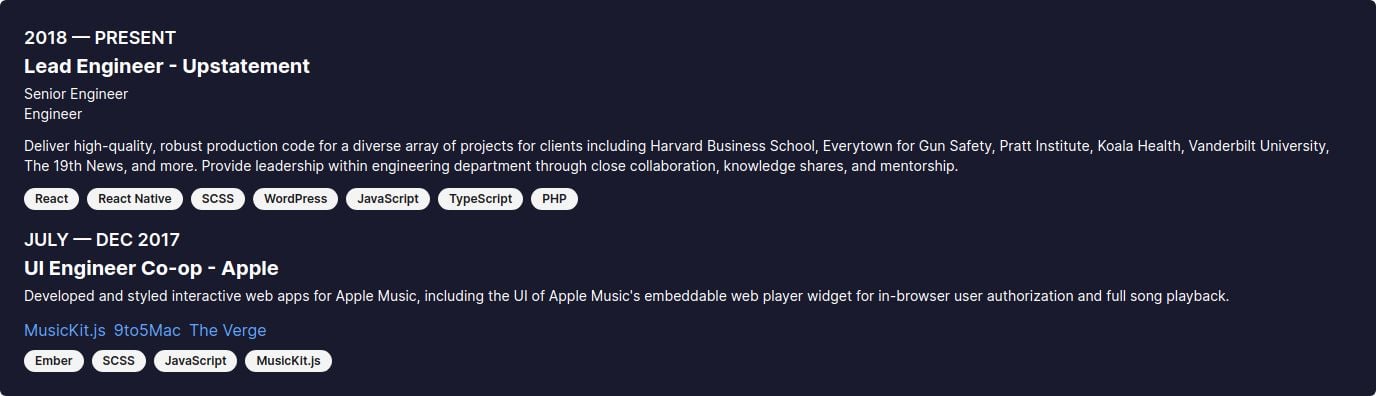 2018 — PRESENT
Lead Engineer - Upstatement
Senior Engineer
Engineer
Deliver high-quality, robust production code for a diverse array of projects for clients including Harvard Business School, Everytown for Gun Safety, Pratt Institute, Koala Health, Vanderbilt University,
The 19th News, and more. Provide leadership within engineering department through close collaboration, knowledge shares, and mentorship.
React React Native SCSS WordPress JavaScript TypeScript PHP
JULY — DEC 2017
UI Engineer Co-op - Apple
Developed and styled interactive web apps for Apple Music, including the UI of Apple Music's embeddable web player widget for in-browser user authorization and full song playback.
MusicKit.js 9to5Mac The Verge
Ember SCSS JavaScript MusicKit.js